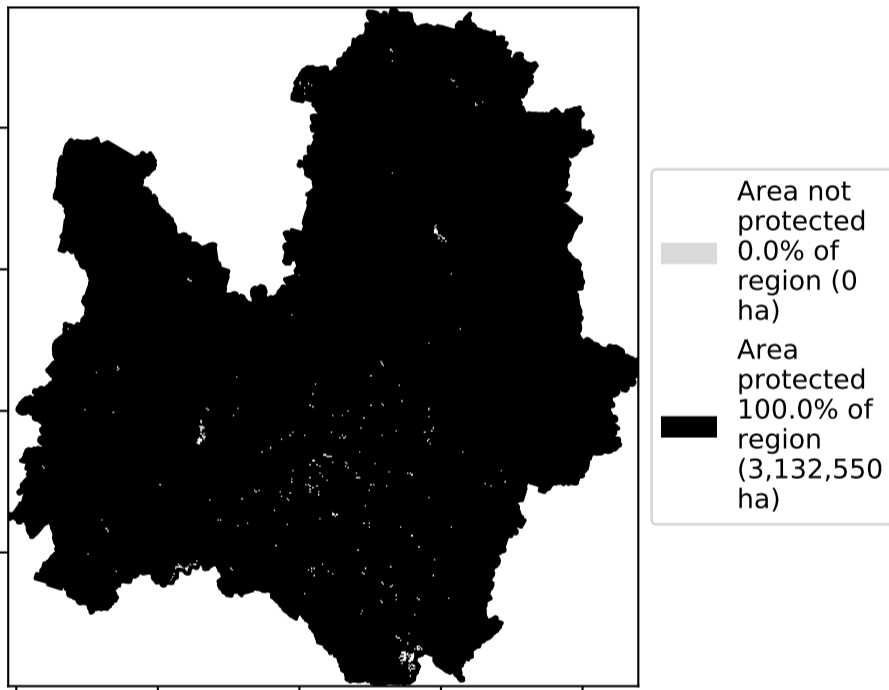 Area not
protected
0.0% of
region (0
ha)
Area
protected
100.0% of
region
(3,132,550
ha)